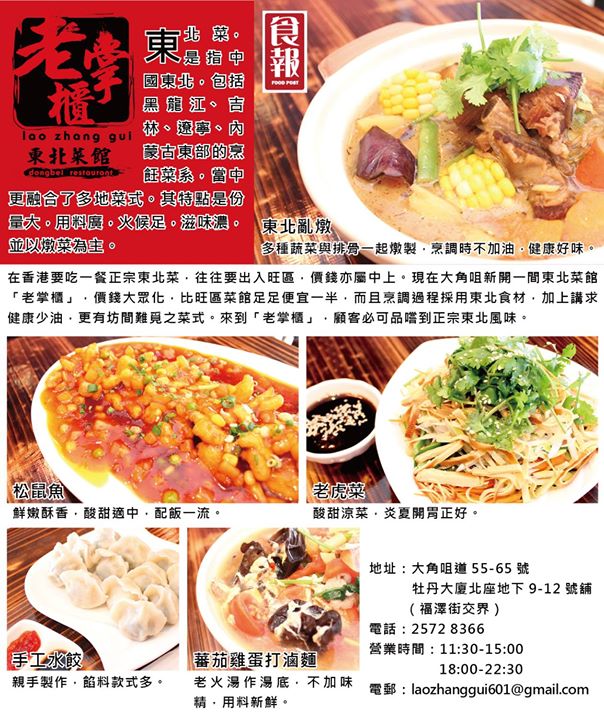 老掌櫃
lao zhang gui
東北菜館
dongbei restaurant
東北菜，
是指中
國東北，包括
黑龍江、吉
林、遼寧、內
蒙古東部的烹
飪菜系，當中
更融合了多地菜式。其特點是份
量大，用料廣，火候足，滋味濃，
並以燉菜為主。
食報
FOOD POST
東北亂燉
多種蔬菜與排骨一起燉製，烹調時不加油，健康好味。
在香港要吃一餐正宗東北菜，往往要出入旺區，價錢亦屬中上。現在大角咀新開一間東北菜館
「老掌櫃」，價錢大眾化，比旺區菜館足足便宜一半，而且烹調過程採用東北食材，加上講求
健康少油，更有坊間難覓之菜式。來到「老掌櫃」，顧客必可品嚐到正宗東北風味。
松鼠魚
鮮嫩酥香，酸甜適中，配飯一流。
老虎菜
酸甜涼菜，炎夏開胃正好。
手工水餃
親手製作，餡料款式多。
蕃茄雞蛋打滷麵
老火湯作湯底，不加味
精，用料新鮮。
地址：大角咀道 55-65 號
牡丹大廈北座地下 9-12 號舖
（福澤街交界）
電話：2572 8366
營業時間：11:30-15:00
18:00-22:30
電郵：laozhanggui601@gmail.com